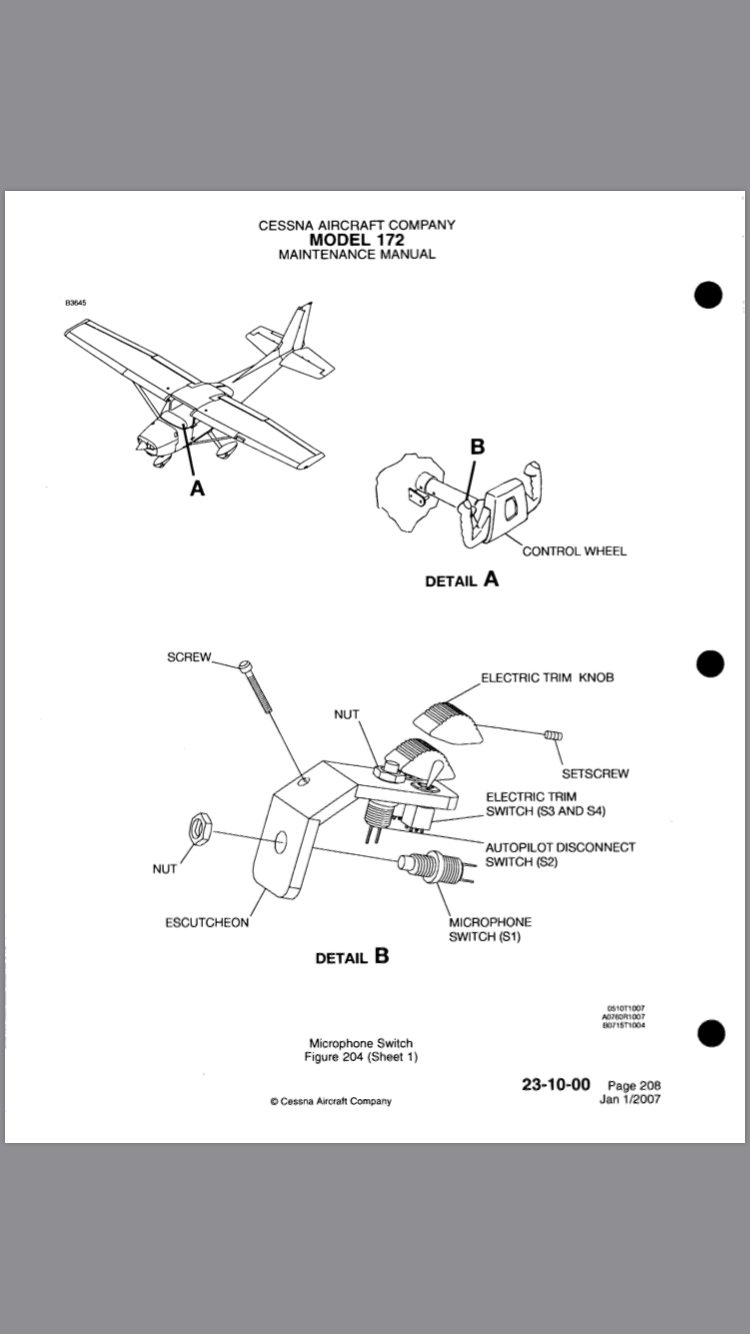 CESSNA AIRCRAFT COMPANY
MODEL 172
MAINTENANCE MANUAL
B3645
A
B
CONTROL WHEEL
DETAIL A
SCREW
ELECTRIC TRIM KNOB
NUT
SETSCREW
ELECTRIC TRIM
SWITCH (S3 AND S4)
AUTOPILOT DISCONNECT
SWITCH (S2)
NUT
ESCUTCHEON
MICROPHONE
SWITCH (S1)
DETAIL B
0510T1007
A0760R1007
B0715T1004
Microphone Switch
Figure 204 (Sheet 1)
23-10-00 Page 208
© Cessna Aircraft Company
Jan 1/2007